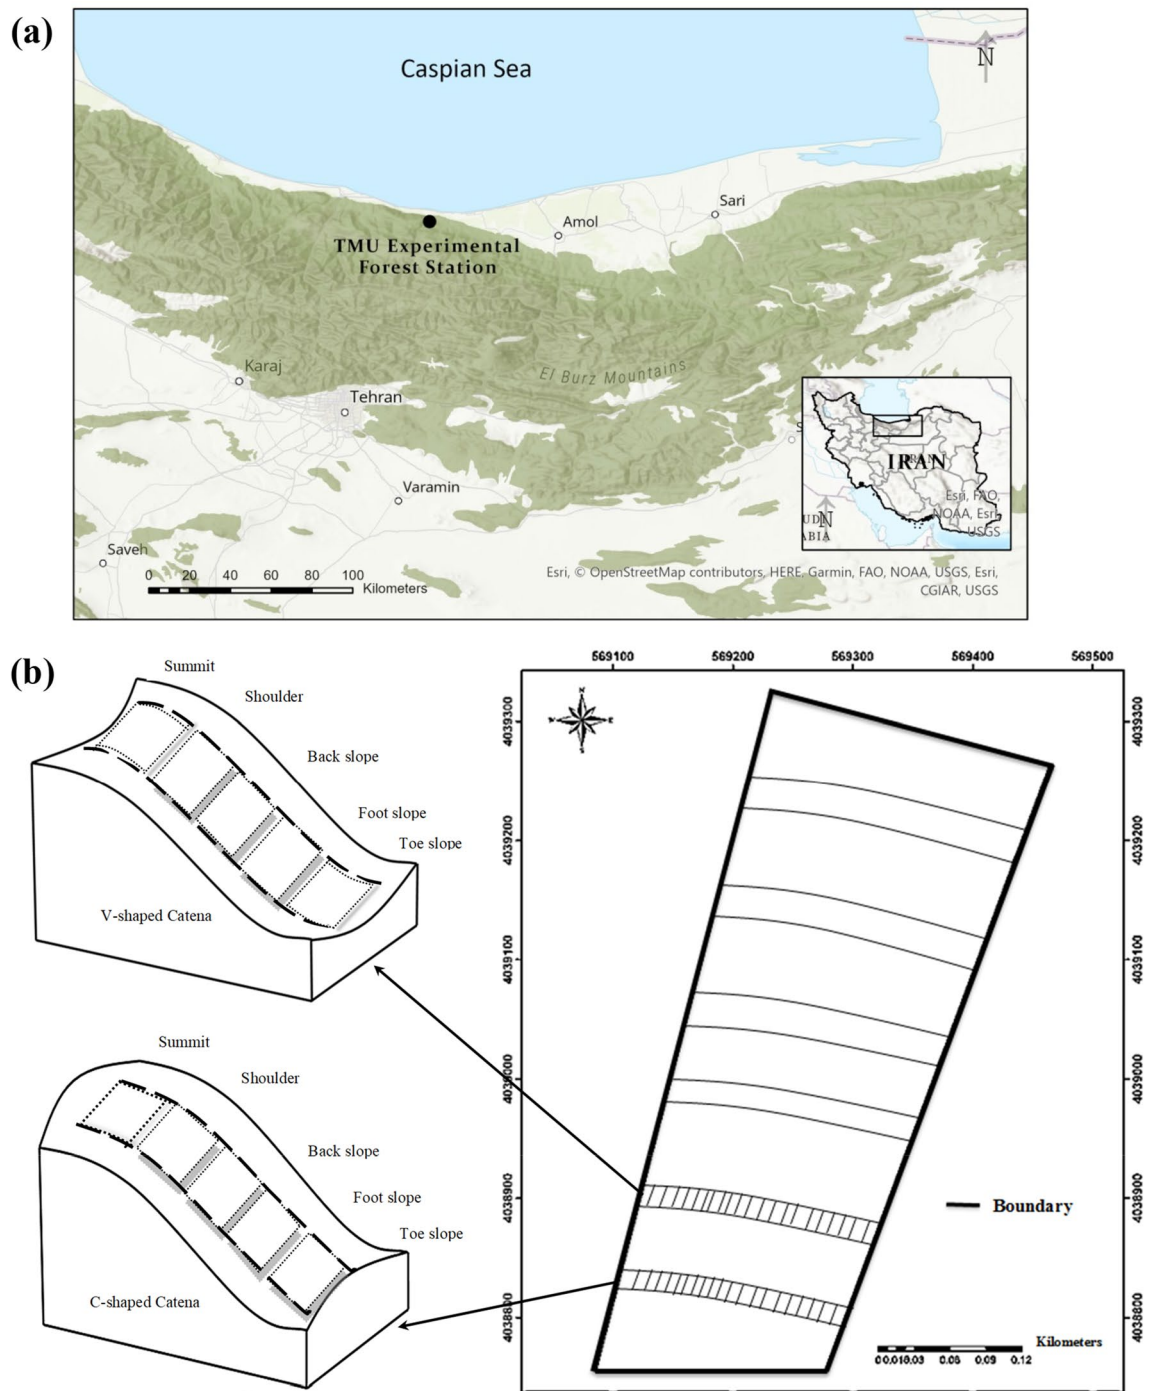 (a)
Caspian Sea
N
Sari
Amol
TMU Experimental
Forest Station
El Burz Mountains
Karaj
Tehran
Varamin
Saveh
S
IRAN
Esri, FAO,
NOAA, Esri,
USGS
N
UDI
ABIA
0 20 40 60 80 100
Kilometers
Esri, © OpenStreetMap contributors, HERE, Garmin, FAO, NOAA, USGS, Esri,
CGIAR, USGS
(b)
Summit
Shoulder
Back slope
Foot slope
Toe slope
V-shaped Catena
Summit
Shoulder
Back slope
Foot slope
Toe slope
C-shaped Catena
569100 569200 569300 569400 569500
4039300
4039200
4039100
4039000
4038900
4038800
4039300
4039200
4039100
4039000
4038900
4038800
N
E
S
Boundary
Kilometers
0.06 0.09 0.12